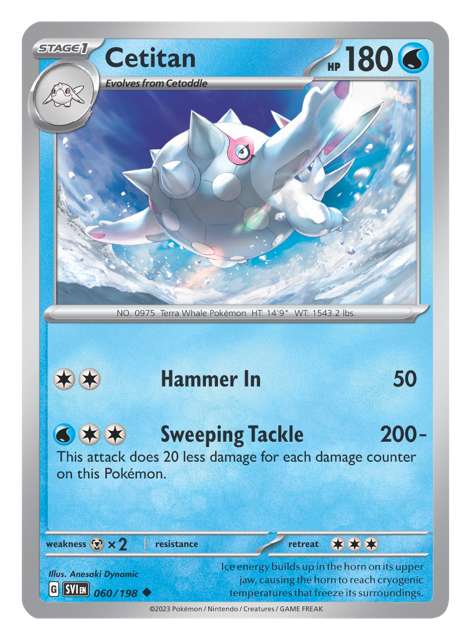 STAGE1
Cetitan
HP 180
Evolves from Cetoddle
NO. 0975 Terra Whale Pokémon HT: 14'9" WT: 1543.2 lbs.
Hammer In 50
Sweeping Tackle 200-
This attack does 20 less damage for each damage counter
on this Pokémon.
weakness ×2 resistance retreat
Illus. Anesaki Dynamic
G SVI EN 060/198
Ice energy builds up in the horn on its upper
jaw, causing the horn to reach cryogenic
temperatures that freeze its surroundings.
©2023 Pokémon / Nintendo / Creatures / GAME FREAK